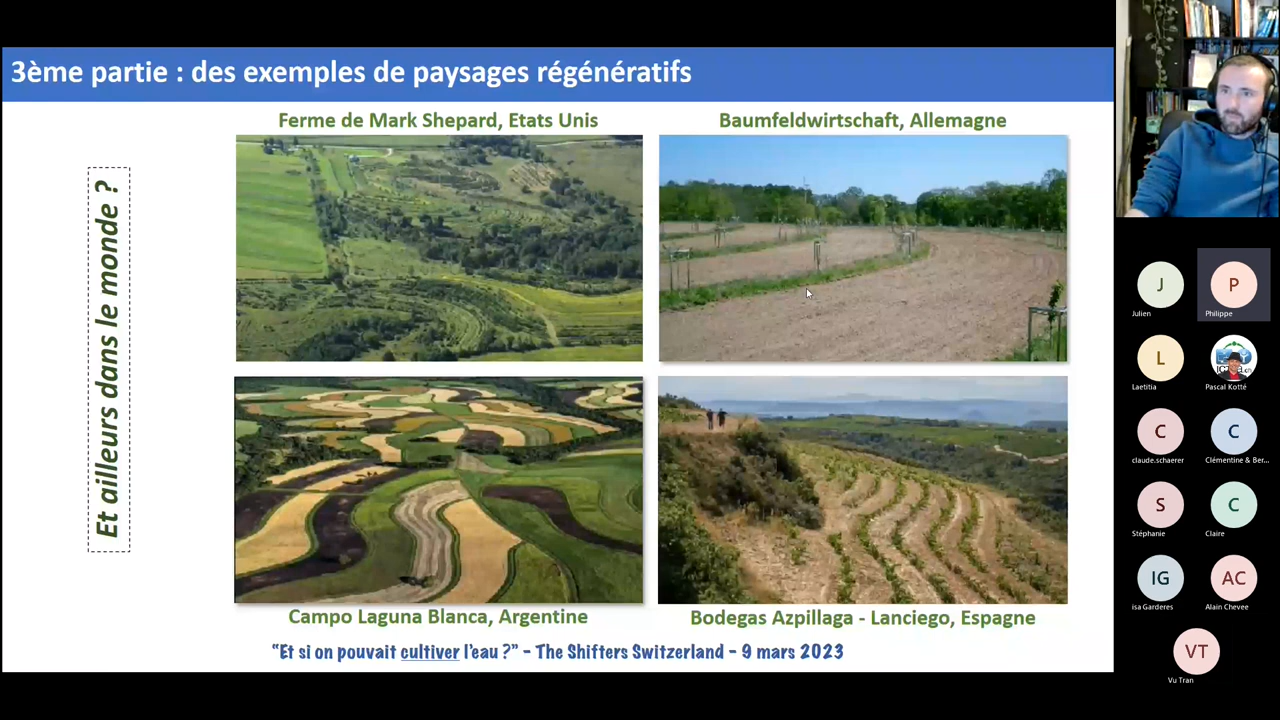 3ème partie : des exemples de paysages régénératifs
Et ailleurs dans le monde ?
Ferme de Mark Shepard, Etats Unis
Baumfeldwirtschaft, Allemagne
Campo Laguna Blanca, Argentine
Bodegas Azpillaga - Lanciego, Espagne
"Et si on pouvait cultiver l'eau ?" - The Shifters Switzerland - 9 mars 2023
J
Julien
P
Philippe
L
Laetitia
Pascal Kotté
C
claude.schaerer
C
Clémentine & Ber...
S
Stéphanie
C
Claire
IG
isa Garderes
AC
Alain Chevee
VT
Vu Tran